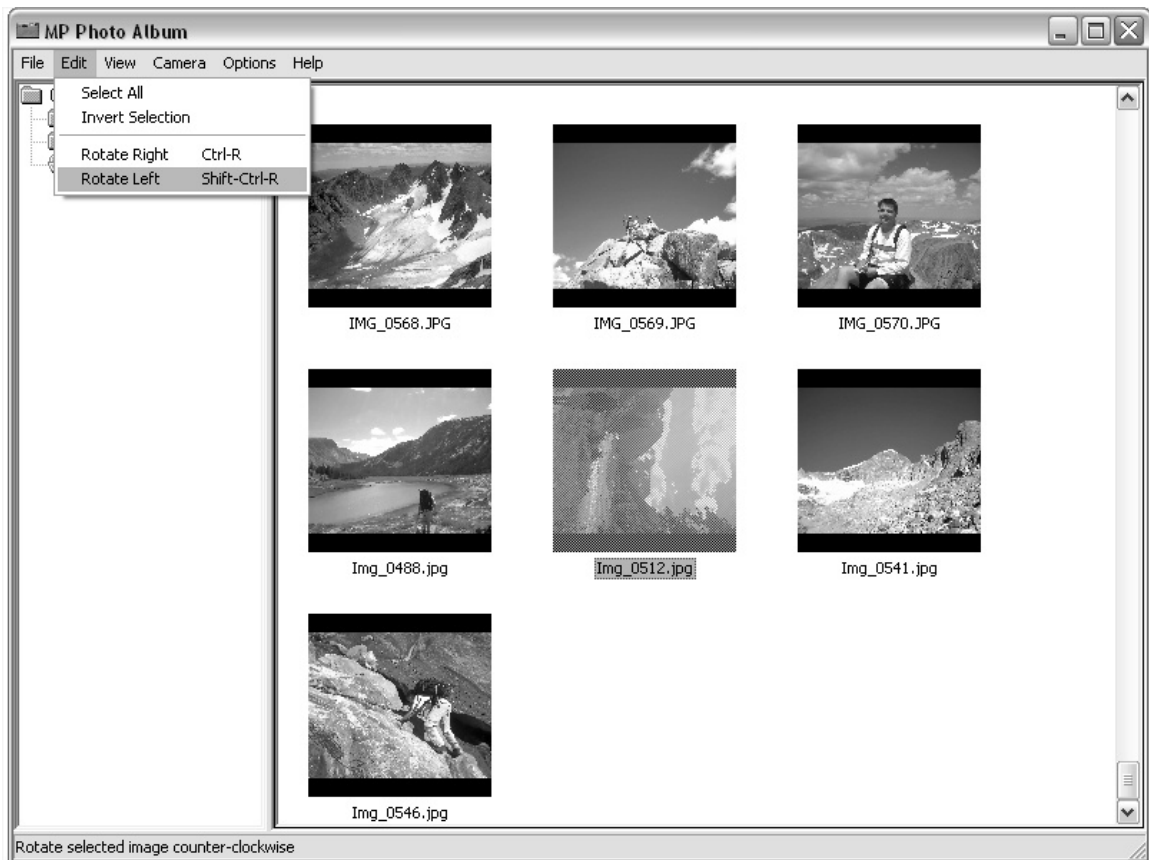 MP Photo Album
File Edit View Camera Options Help
Select All
Invert Selection
Rotate Right Ctrl-R
Rotate Left Shift-Ctrl-R
IMG_0568.JPG IMG_0569.JPG IMG_0570.JPG
Img_0488.jpg Img_0512.jpg Img_0541.jpg
Img_0546.jpg
Rotate selected image counter-clockwise